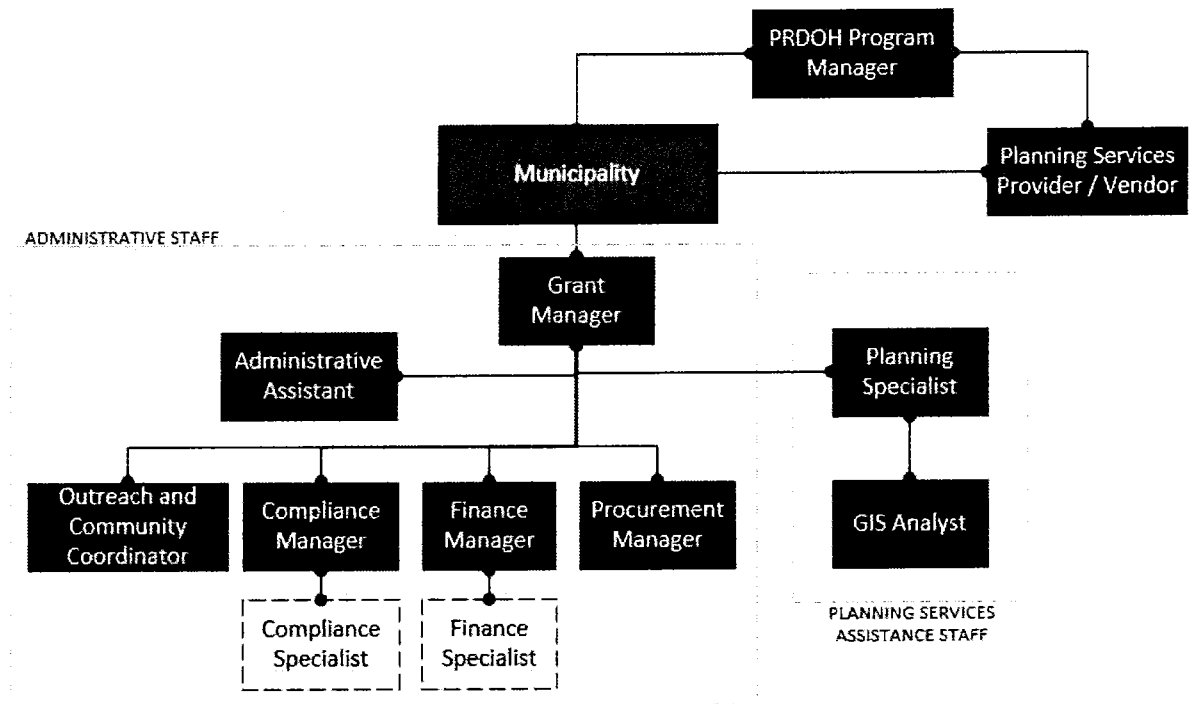 PRDOH Program
Manager
Municipality
Planning Services
Provider / Vendor
ADMINISTRATIVE STAFF
Grant
Manager
Administrative
Assistant
Planning
Specialist
Outreach and
Community
Coordinator
Compliance
Manager
Finance
Manager
Procurement
Manager
GIS Analyst
Compliance
Specialist
Finance
Specialist
PLANNING SERVICES
ASSISTANCE STAFF